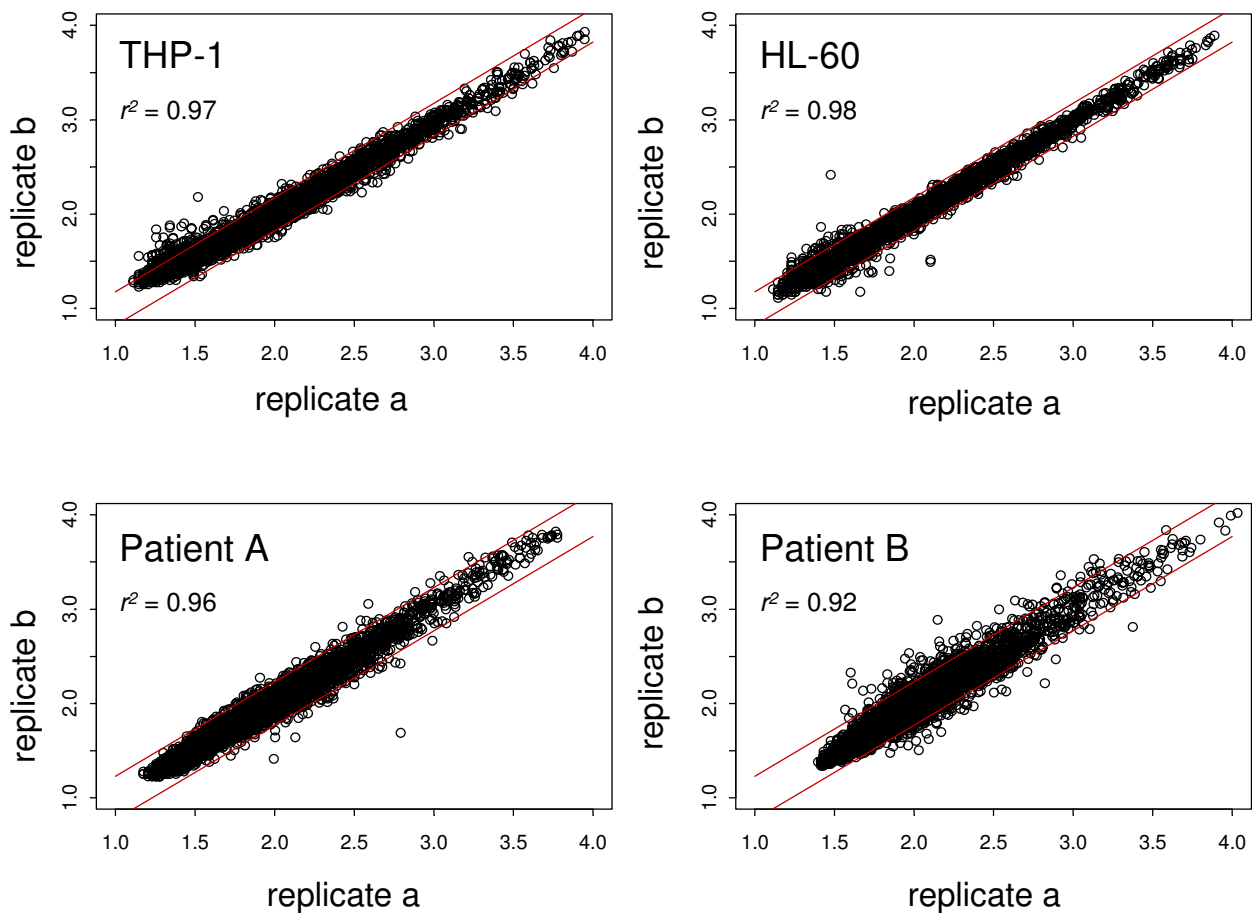 THP-1
r² = 0.97
replicate b
4.0
3.0
2.0
1.0
1.0 1.5 2.0 2.5 3.0 3.5 4.0
replicate a
HL-60
r² = 0.98
replicate b
4.0
3.0
2.0
1.0
1.0 1.5 2.0 2.5 3.0 3.5 4.0
replicate a
Patient A
r² = 0.96
replicate b
4.0
3.0
2.0
1.0
1.0 1.5 2.0 2.5 3.0 3.5 4.0
replicate a
Patient B
r² = 0.92
replicate b
4.0
3.0
2.0
1.0
1.0 1.5 2.0 2.5 3.0 3.5 4.0
replicate a